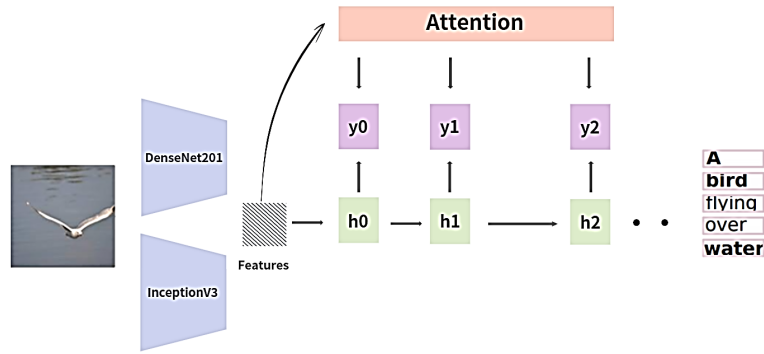 Attention
DenseNet201
y0 y1 y2
A
bird
flying
over
water
h0 h1 h2
Features
InceptionV3